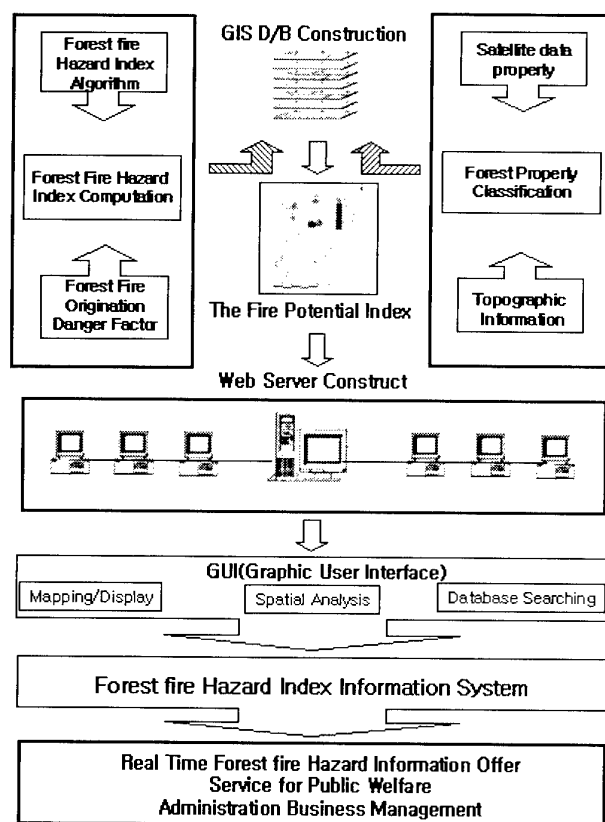 Forest fire
Hazard Index
Algorithm
Forest Fire Hazard
Index Computation
Forest Fire
Origination
Danger Factor
GIS D/B Construction
The Fire Potential Index
Satellite data
property
Forest Property
Classification
Topographic
Information
Web Server Construct
GUI(Graphic User Interface)
Mapping/Display
Spatial Analysis
Database Searching
Forest fire Hazard Index Information System
Real Time Forest fire Hazard Information Offer
Service for Public Welfare
Administration Business Management